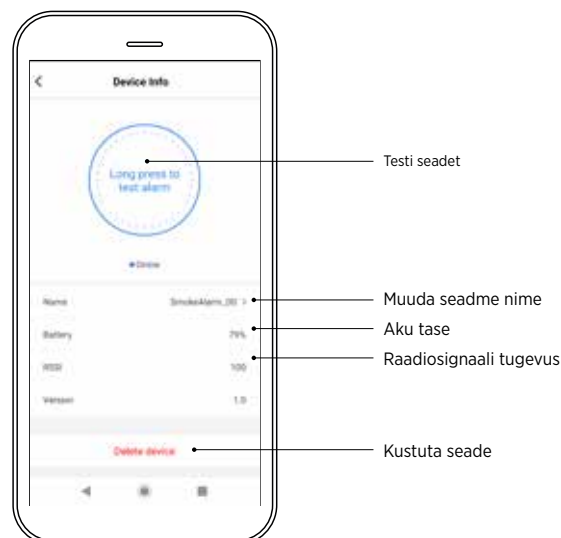 Device Info
Long press to
test alarm
Testi seadet
Online
Name
SmokeAlarm_00 >
Muuda seadme nime
Battery
79%
Aku tase
RSSI
100
Raadiosignaali tugevus
Version
1.0
Delete device
Kustuta seade